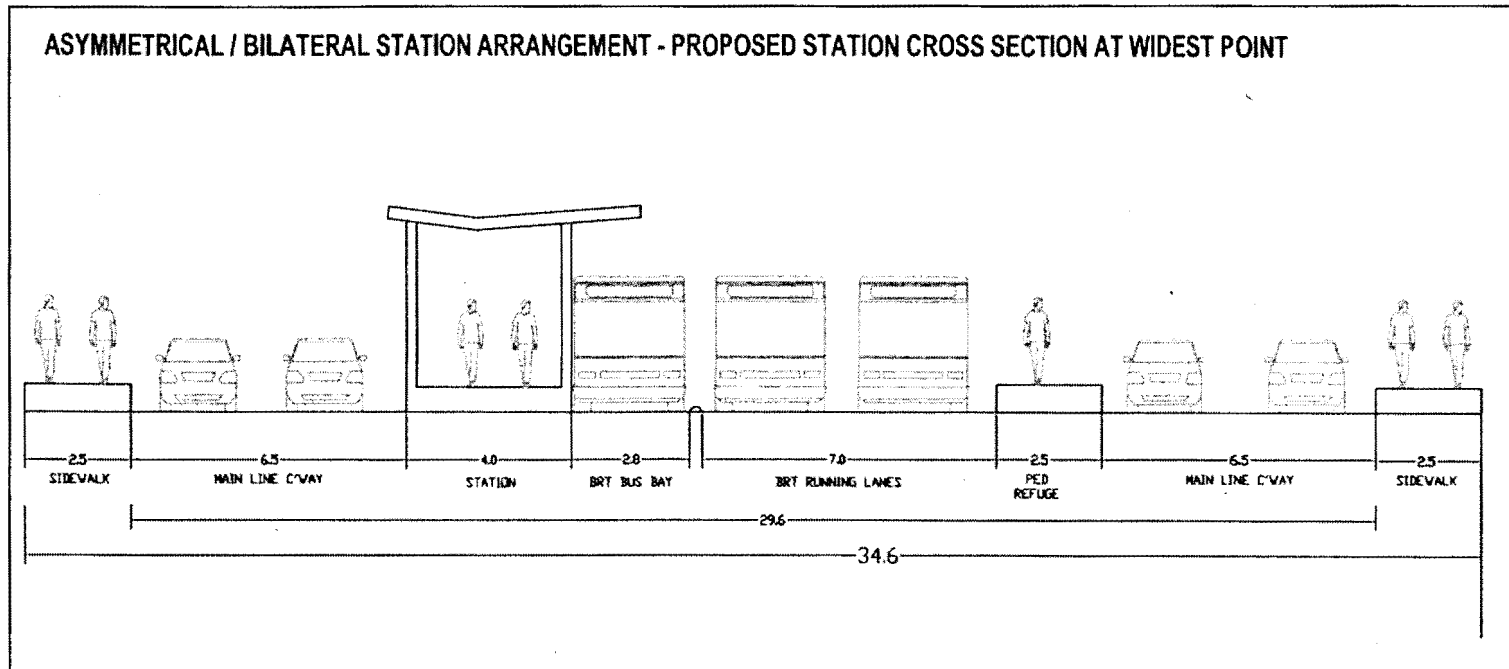 ASYMMETRICAL / BILATERAL STATION ARRANGEMENT - PROPOSED STATION CROSS SECTION AT WIDEST POINT
2.5 6.5 4.0 2.8 7.0 2.5 6.5 2.5
SIDEWALK MAIN LINE C'WAY STATION BRT BUS BAY BRT RUNNING LANES PED REFUGE MAIN LINE C'WAY SIDEWALK
29.6
34.6